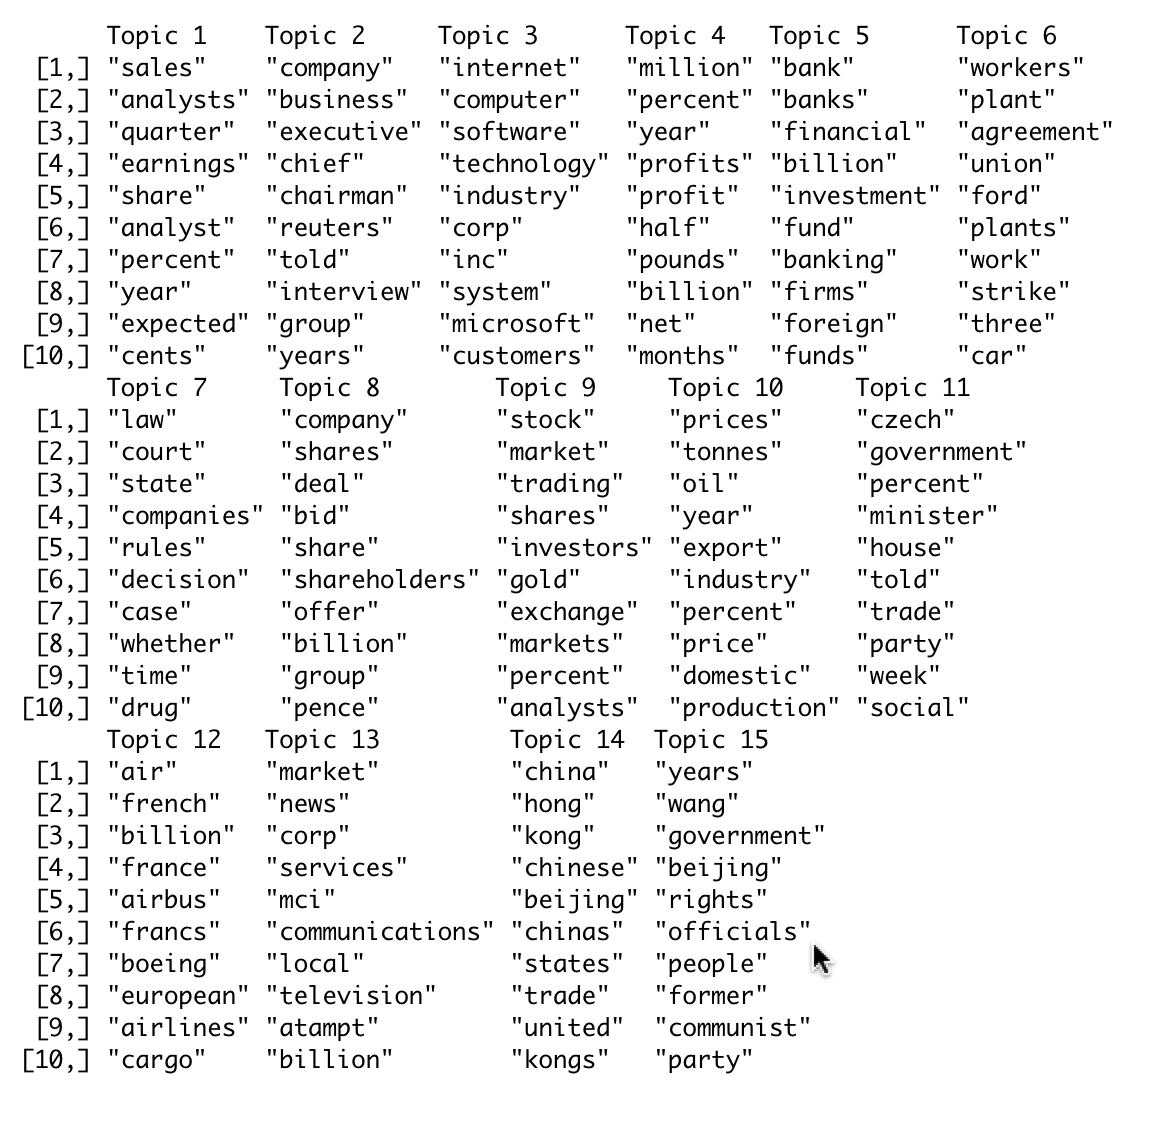 Topic 1 Topic 2 Topic 3 Topic 4 Topic 5 Topic 6
[1,] "sales" "company" "internet" "million" "bank" "workers"
[2,] "analysts" "business" "computer" "percent" "banks" "plant"
[3,] "quarter" "executive" "software" "year" "financial" "agreement"
[4,] "earnings" "chief" "technology" "profits" "billion" "union"
[5,] "share" "chairman" "industry" "profit" "investment" "ford"
[6,] "analyst" "reuters" "corp" "half" "fund" "plants"
[7,] "percent" "told" "inc" "pounds" "banking" "work"
[8,] "year" "interview" "system" "billion" "firms" "strike"
[9,] "expected" "group" "microsoft" "net" "foreign" "three"
[10,] "cents" "years" "customers" "months" "funds" "car"
Topic 7 Topic 8 Topic 9 Topic 10 Topic 11
[1,] "law" "company" "stock" "prices" "czech"
[2,] "court" "shares" "market" "tonnes" "government"
[3,] "state" "deal" "trading" "oil" "percent"
[4,] "companies" "bid" "shares" "year" "minister"
[5,] "rules" "share" "investors" "export" "house"
[6,] "decision" "shareholders" "gold" "industry" "told"
[7,] "case" "offer" "exchange" "percent" "trade"
[8,] "whether" "billion" "markets" "price" "party"
[9,] "time" "group" "percent" "domestic" "week"
[10,] "drug" "pence" "analysts" "production" "social"
Topic 12 Topic 13 Topic 14 Topic 15
[1,] "air" "market" "china" "years"
[2,] "french" "news" "hong" "wang"
[3,] "billion" "corp" "kong" "government"
[4,] "france" "services" "chinese" "beijing"
[5,] "airbus" "mci" "beijing" "rights"
[6,] "francs" "communications" "chinas" "officials"
[7,] "boeing" "local" "states" "people"
[8,] "european" "television" "trade" "former"
[9,] "airlines" "atampt" "united" "communist"
[10,] "cargo" "billion" "kongs" "party"